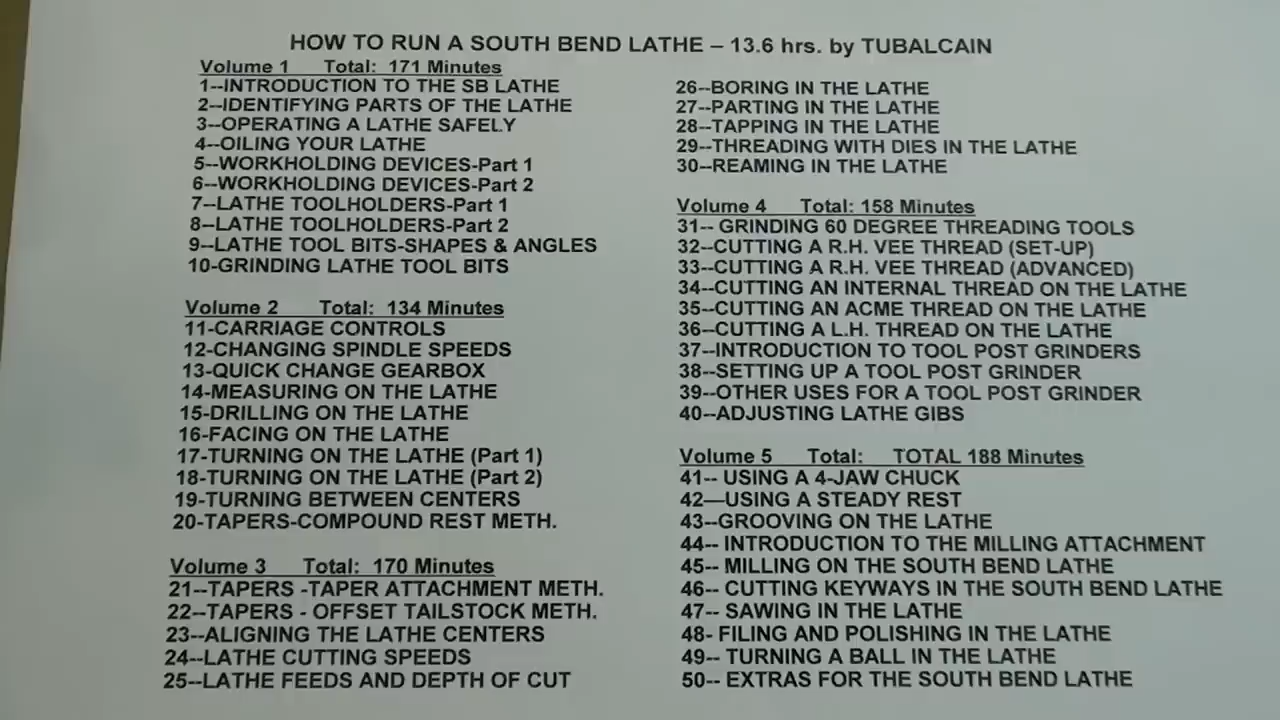 HOW TO RUN A SOUTH BEND LATHE – 13.6 hrs. by TUBALCAIN
Volume 1 Total: 171 Minutes
1--INTRODUCTION TO THE SB LATHE
2--IDENTIFYING PARTS OF THE LATHE
3--OPERATING A LATHE SAFELY
4--OILING YOUR LATHE
5--WORKHOLDING DEVICES-Part 1
6--WORKHOLDING DEVICES-Part 2
7--LATHE TOOLHOLDERS-Part 1
8--LATHE TOOLHOLDERS-Part 2
9--LATHE TOOL BITS-SHAPES & ANGLES
10-GRINDING LATHE TOOL BITS
Volume 2 Total: 134 Minutes
11-CARRIAGE CONTROLS
12-CHANGING SPINDLE SPEEDS
13-QUICK CHANGE GEARBOX
14-MEASURING ON THE LATHE
15-DRILLING ON THE LATHE
16-FACING ON THE LATHE
17-TURNING ON THE LATHE (Part 1)
18-TURNING ON THE LATHE (Part 2)
19-TURNING BETWEEN CENTERS
20-TAPERS-COMPOUND REST METH.
Volume 3 Total: 170 Minutes
21--TAPERS -TAPER ATTACHMENT METH.
22--TAPERS - OFFSET TAILSTOCK METH.
23--ALIGNING THE LATHE CENTERS
24--LATHE CUTTING SPEEDS
25--LATHE FEEDS AND DEPTH OF CUT
26--BORING IN THE LATHE
27--PARTING IN THE LATHE
28--TAPPING IN THE LATHE
29--THREADING WITH DIES IN THE LATHE
30--REAMING IN THE LATHE
Volume 4 Total: 158 Minutes
31-- GRINDING 60 DEGREE THREADING TOOLS
32--CUTTING A R.H. VEE THREAD (SET-UP)
33--CUTTING A R.H. VEE THREAD (ADVANCED)
34--CUTTING AN INTERNAL THREAD ON THE LATHE
35--CUTTING AN ACME THREAD ON THE LATHE
36--CUTTING A L.H. THREAD ON THE LATHE
37--INTRODUCTION TO TOOL POST GRINDERS
38--SETTING UP A TOOL POST GRINDER
39--OTHER USES FOR A TOOL POST GRINDER
40--ADJUSTING LATHE GIBS
Volume 5 Total: TOTAL 188 Minutes
41-- USING A 4-JAW CHUCK
42—USING A STEADY REST
43--GROOVING ON THE LATHE
44-- INTRODUCTION TO THE MILLING ATTACHMENT
45-- MILLING ON THE SOUTH BEND LATHE
46-- CUTTING KEYWAYS IN THE SOUTH BEND LATHE
47-- SAWING IN THE LATHE
48- FILING AND POLISHING IN THE LATHE
49-- TURNING A BALL IN THE LATHE
50-- EXTRAS FOR THE SOUTH BEND LATHE